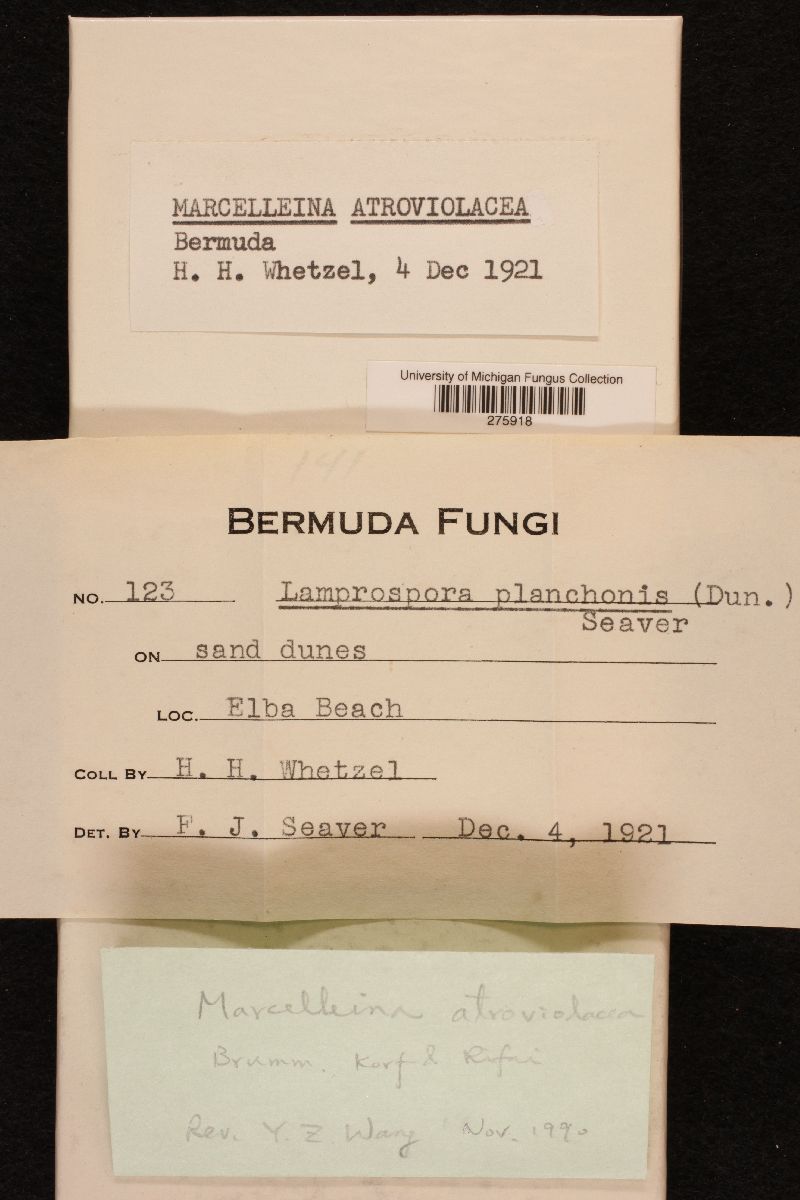 MARCELLEINA ATROVIOLACEA
Bermuda
H. H. Whetzel, 4 Dec 1921
University of Michigan Fungus Collection
275918
141
BERMUDA FUNGI
NO. 123 Lamprospora planchonis (Dun.)
Seaver
ON sand dunes
LOC. Elba Beach
COLL BY H. H. Whetzel
DET. BY F. J. Seaver Dec. 4, 1921
Marcelleina atroviolacea
Brumm. Korf & Rifai
Rev. Y. Z. Wang Nov. 1990